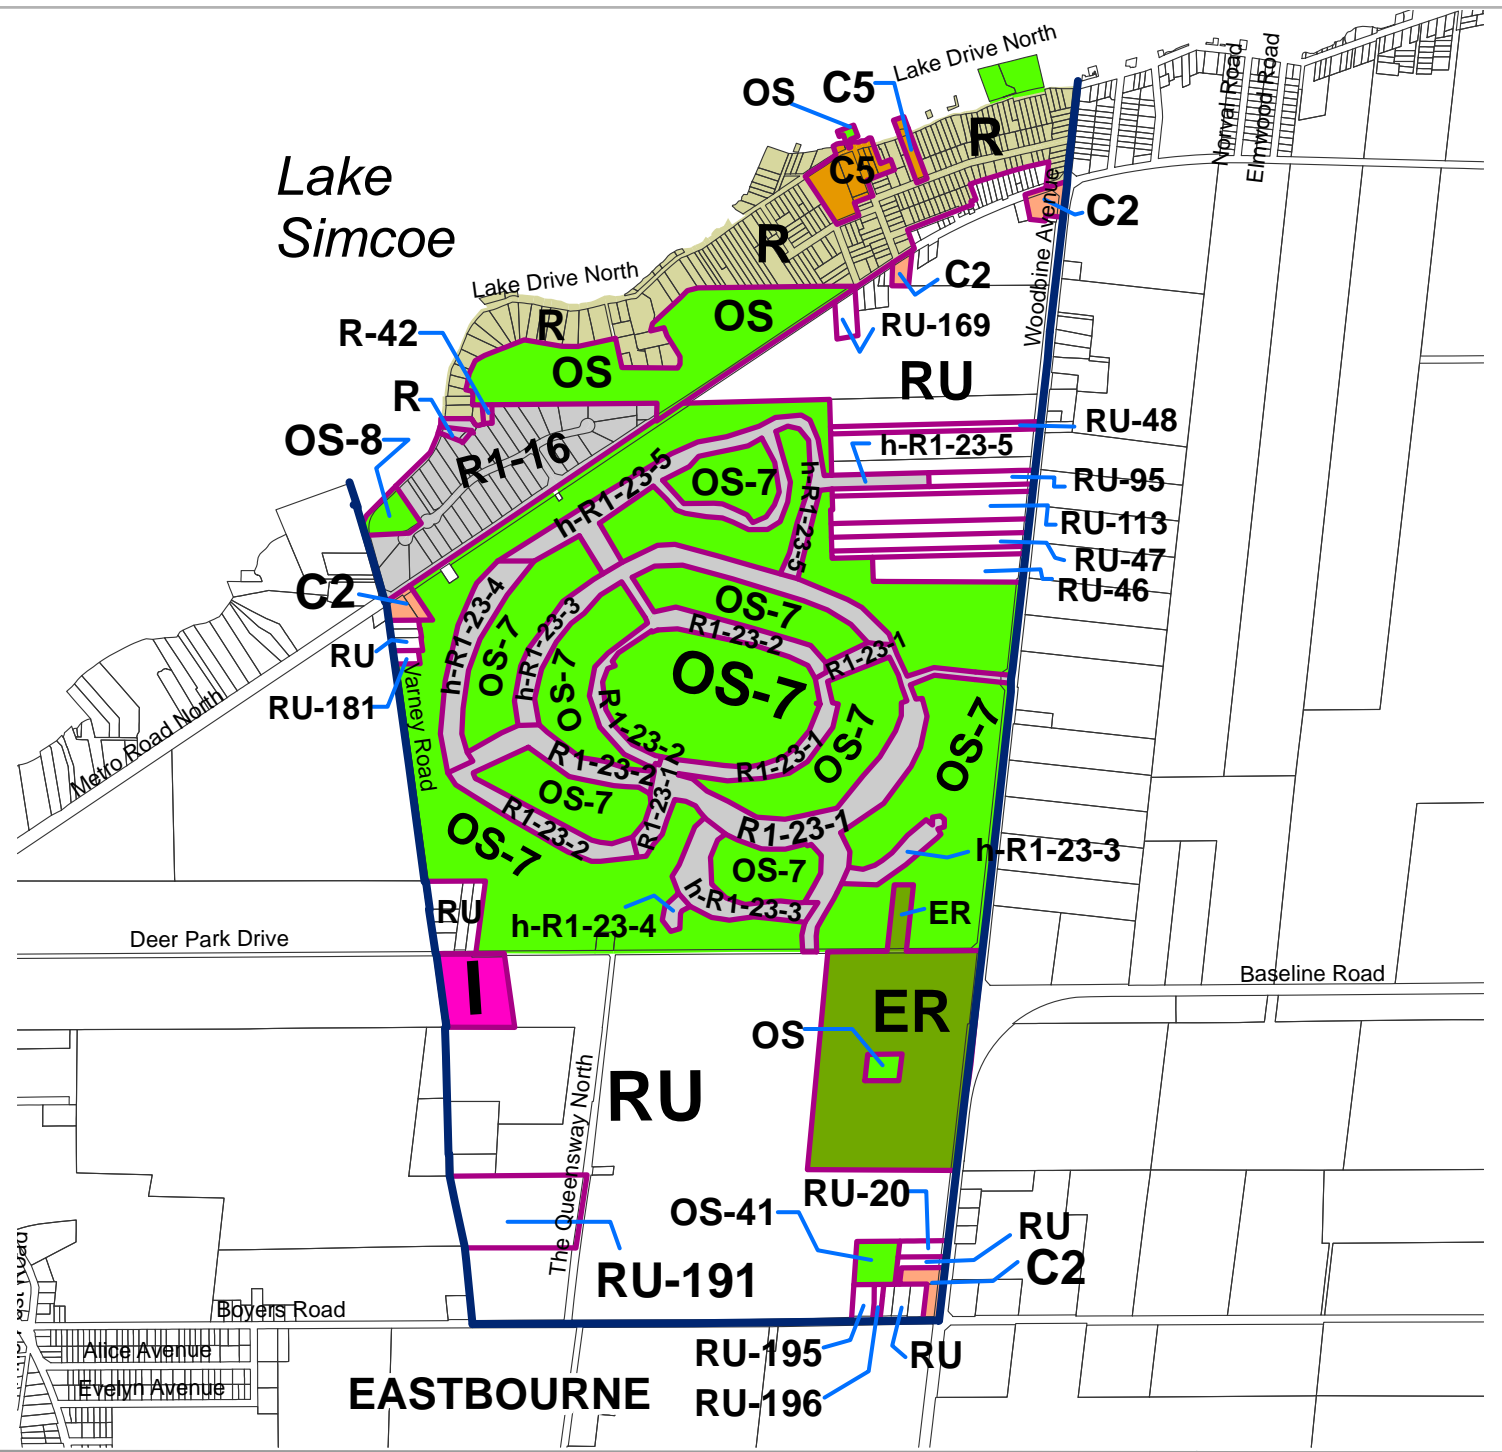 Lake Drive North
Norval Road
Elmwood Road
OS
C5
R
C5
Lake
Simcoe
C2
R
Woodbine Avenue
Lake Drive North
C2
OS
RU-169
R-42
R
OS
RU
R
RU-48
OS-8
R1-16
h-R1-23-5
h-R1-23-5
OS-7
h-R1-23-5
RU-95
RU-113
RU-47
RU-46
C2
h-R1-23-4
OS-7
h-R1-23-3
OS-7
OS-7
R1-23-2
R1-23-1
RU
RU-181
Varney Road
Metro Road North
OS-7
R1-23-2
R1-23-1
OS-7
OS-7
R1-23-2
OS-7
R1-23-1
R1-23-2
OS-7
R1-23-1
OS-7
h-R1-23-3
h-R1-23-3
RU
h-R1-23-4
ER
Deer Park Drive
I
Baseline Road
ER
OS
RU
The Queensway North
RU-20
OS-41
RU
C2
RU-191
Boyers Road
Alice Avenue
Evelyn Avenue
RU-195
RU
RU-196
EASTBOURNE